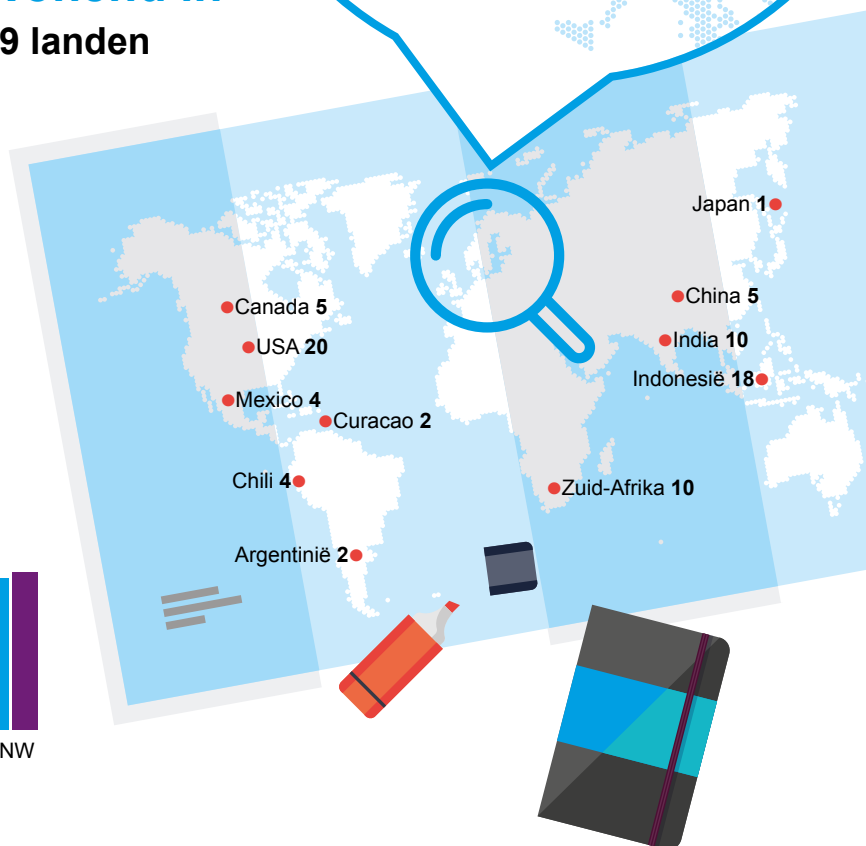 9 landen
Japan 1
China 5
Canada 5
India 10
USA 20
Indonesië 18
Mexico 4
Curacao 2
Chili 4
Zuid-Afrika 10
Argentinië 2
NW